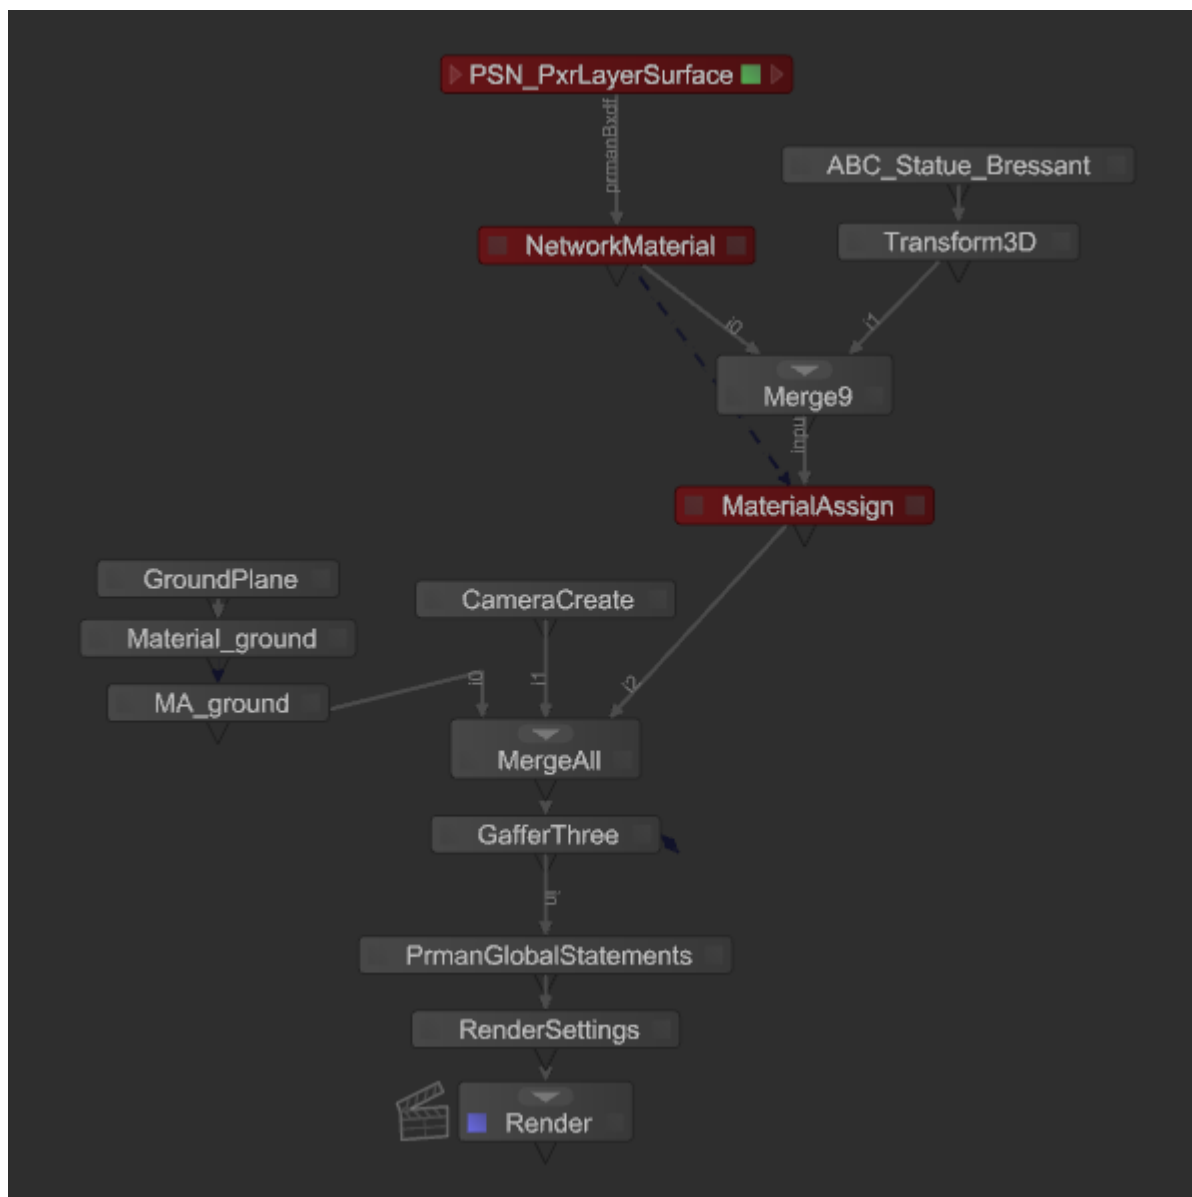 PSN_PxrLayerSurface
prmanBxdf
ABC_Statue_Bressant
NetworkMaterial
Transform3D
i0
i1
Merge9
input
MaterialAssign
GroundPlane
CameraCreate
Material_ground
MA_ground
i0
i1
i2
MergeAll
GafferThree
in
PrmanGlobalStatements
RenderSettings
Render